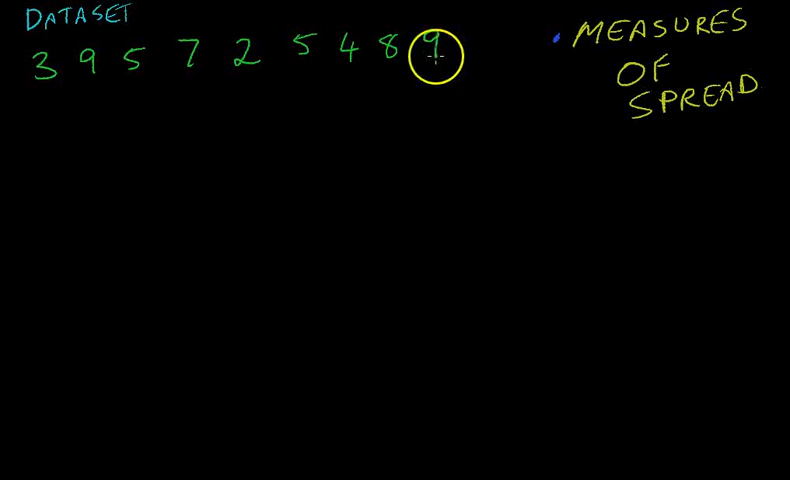 DATASET
3 9 5 7 2 5 4 8 9
• MEASURES
OF
SPREAD